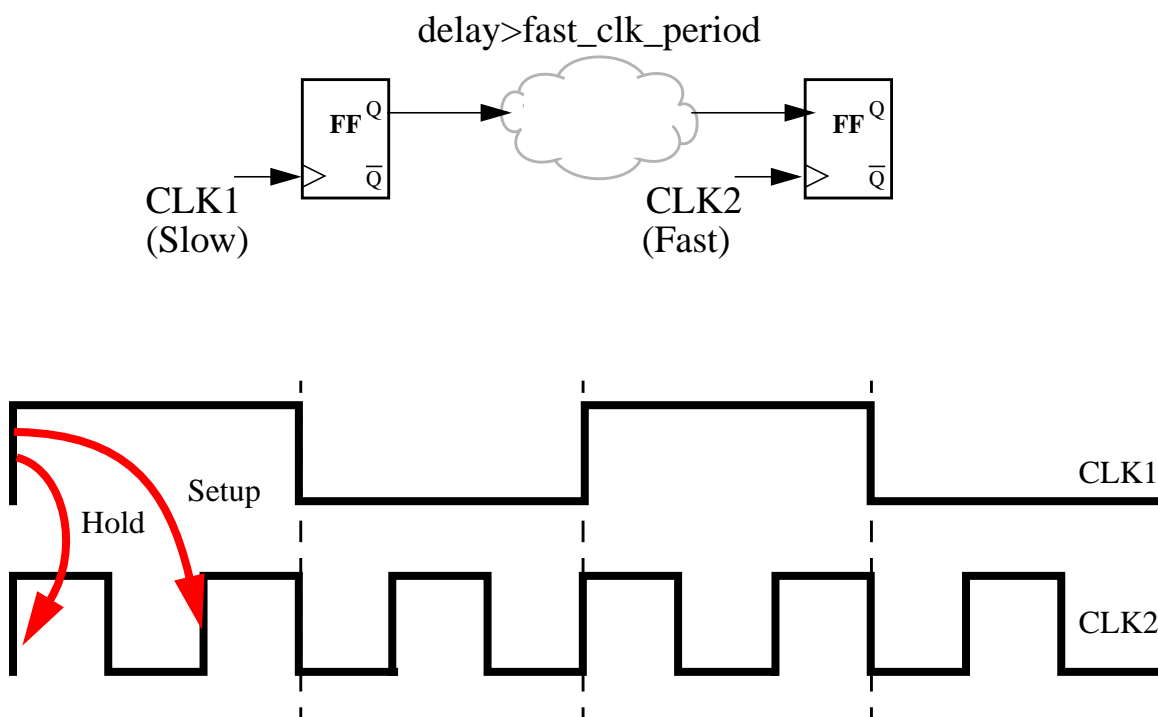 delay>fast_clk_period
FF Q
Q
FF Q
Q
CLK1
(Slow)
CLK2
(Fast)
CLK1
Setup
Hold
CLK2